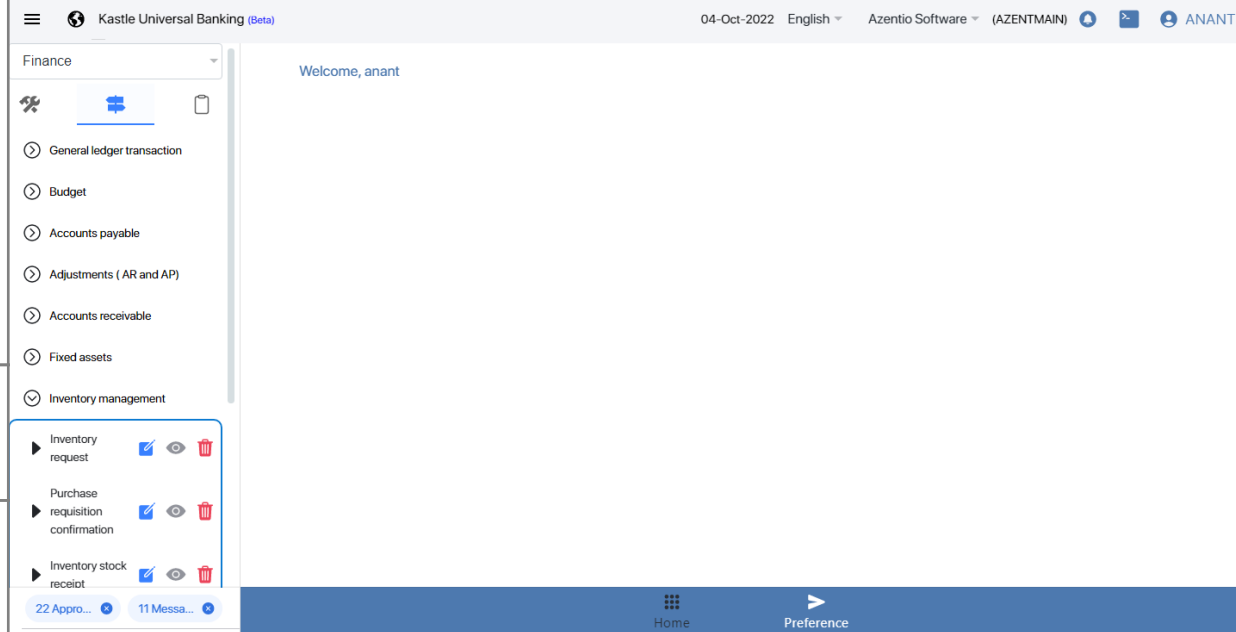 Kastle Universal Banking (Beta)
04-Oct-2022 English Azentio Software (AZENTMAIN) ANANT
Finance
Welcome, anant
General ledger transaction
Budget
Accounts payable
Adjustments ( AR and AP)
Accounts receivable
Fixed assets
Inventory management
Inventory
request
Purchase
requisition
confirmation
Inventory stock
receipt
22 Appro...
11 Messa...
Home
Preference